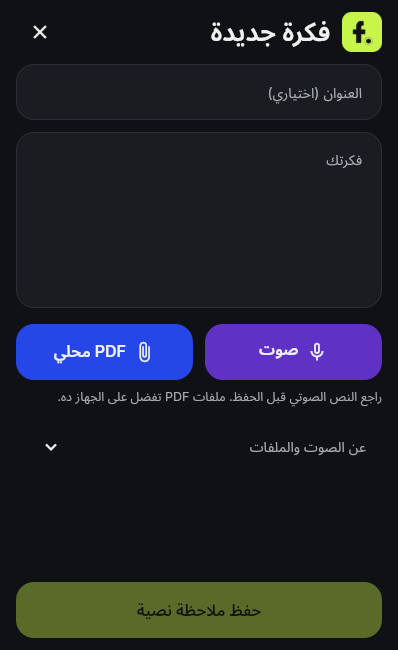 فكرة جديدة
العنوان (اختياري)
فكرتك
صوت
PDF محلي
راجع النص الصوتي قبل الحفظ. ملفات PDF تفضل على الجهاز ده.
عن الصوت والملفات
حفظ ملاحظة نصية